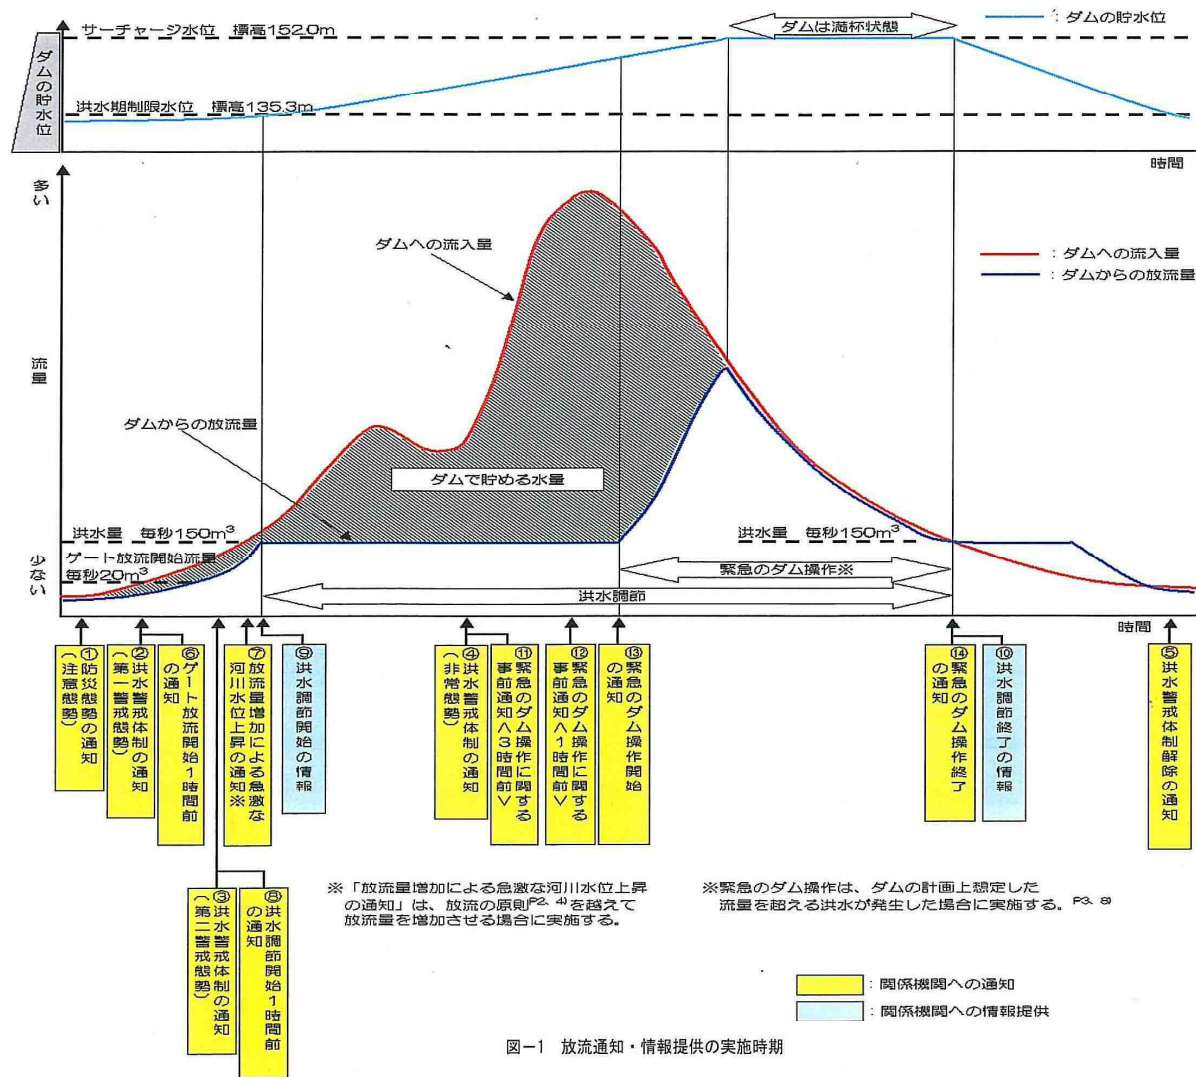 サーチャージ水位 標高152.0m
ダムは満杯状態
：ダムの貯水位
ダムの貯水位
洪水期制限水位 標高135.3m
時間
多い
ダムへの流入量
：ダムへの流入量
：ダムからの放流量
流量
ダムからの放流量
ダムで貯める水量
洪水量 毎秒150m³
洪水量 毎秒150m³
ゲート放流開始流量
毎秒20m³
少ない
緊急のダム操作※
洪水調節
時間
①防災態勢の通知
（注意態勢）
②洪水警戒体制の通知
（第一警戒態勢）
⑥ゲート放流開始1時間前
の通知
⑦放流量増加による急激な
河川水位上昇の通知※
⑨洪水調節開始の情報
④洪水警戒体制の通知
（非常態勢）
⑪緊急のダム操作に関する
事前通知＜3時間前＞
⑫緊急のダム操作に関する
事前通知＜1時間前＞
⑬緊急のダム操作開始
の通知
⑭緊急のダム操作終了
の通知
⑩洪水調節終了の情報
⑤洪水警戒体制解除の通知
③洪水警戒体制の通知
（第二警戒態勢）
⑧洪水調節開始1時間前
の通知
※「放流量増加による急激な河川水位上昇
の通知」は、放流の原則P2、4)を越えて
放流量を増加させる場合に実施する。
※緊急のダム操作は、ダムの計画上想定した
流量を超える洪水が発生した場合に実施する。P3、8)
：関係機関への通知
：関係機関への情報提供
図－1 放流通知・情報提供の実施時期